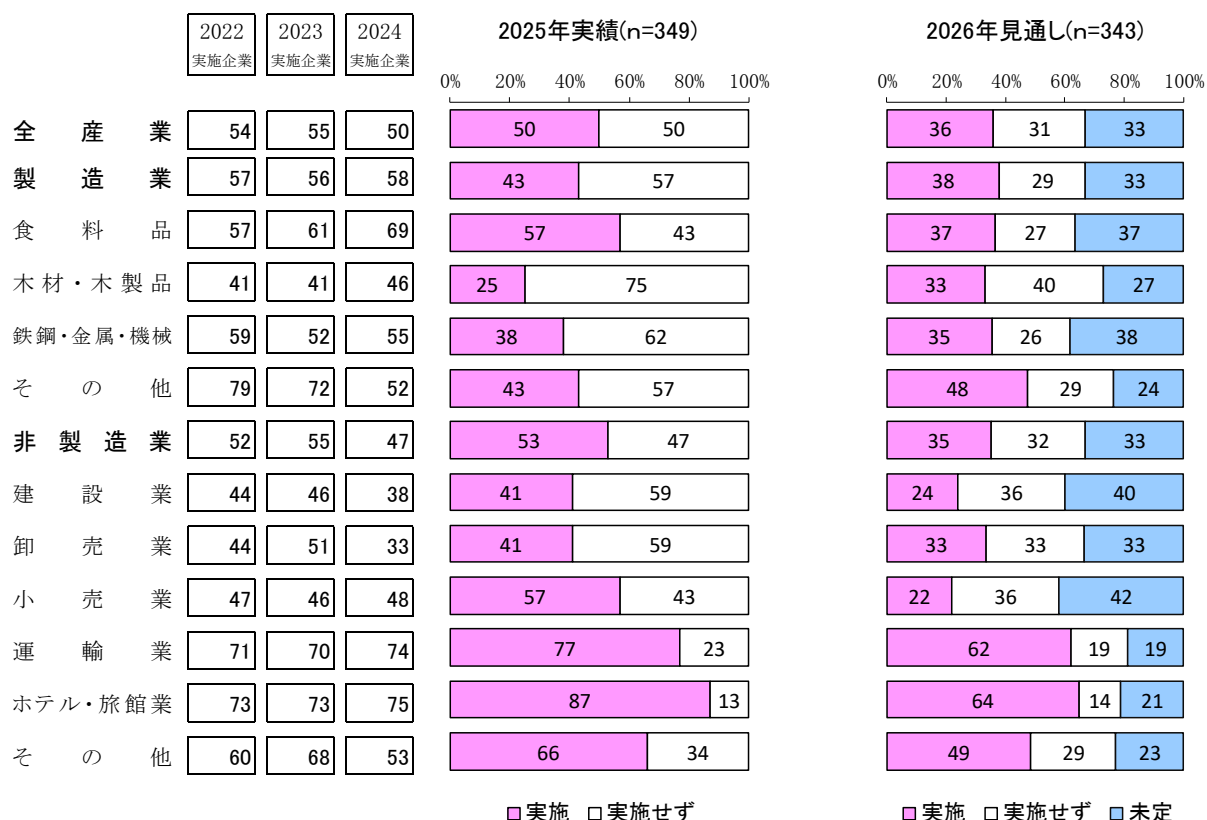 2022 2023 2024 2025年実績(n=349) 2026年見通し(n=343)
実施企業 実施企業 実施企業
0% 20% 40% 60% 80% 100% 0% 20% 40% 60% 80% 100%
全産業 54 55 50 50 50 36 31 33
製造業 57 56 58 43 57 38 29 33
食料品 57 61 69 57 43 37 27 37
木材・木製品 41 41 46 25 75 33 40 27
鉄鋼・金属・機械 59 52 55 38 62 35 26 38
その他 79 72 52 43 57 48 29 24
非製造業 52 55 47 53 47 35 32 33
建設業 44 46 38 41 59 24 36 40
卸売業 44 51 33 41 59 33 33 33
小売業 47 46 48 57 43 22 36 42
運輸業 71 70 74 77 23 62 19 19
ホテル・旅館業 73 73 75 87 13 64 14 21
その他 60 68 53 66 34 49 29 23
実施 実施せず 実施 実施せず 未定